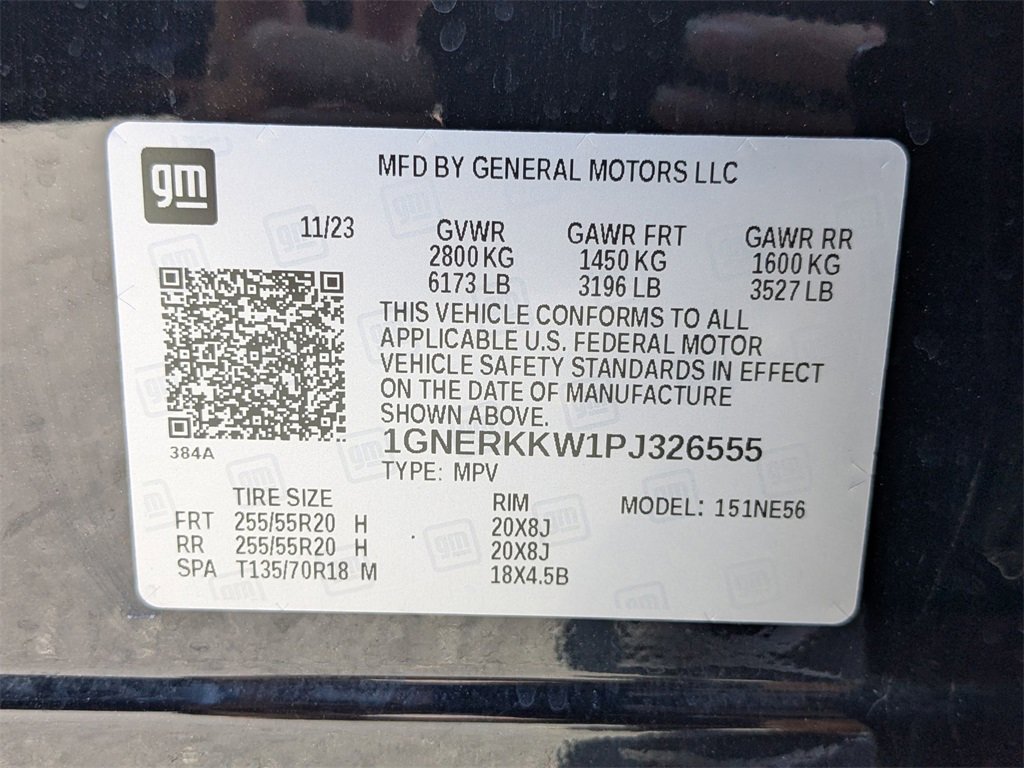 gm
MFD BY GENERAL MOTORS LLC
11/23
GVWR
2800 KG
6173 LB
GAWR FRT
1450 KG
3196 LB
GAWR RR
1600 KG
3527 LB
THIS VEHICLE CONFORMS TO ALL
APPLICABLE U.S. FEDERAL MOTOR
VEHICLE SAFETY STANDARDS IN EFFECT
ON THE DATE OF MANUFACTURE
SHOWN ABOVE.
384A
1GNERKKW1PJ326555
TYPE: MPV
TIRE SIZE RIM MODEL: 151NE56
FRT 255/55R20 H 20X8J
RR 255/55R20 H 20X8J
SPA T135/70R18 M 18X4.5B